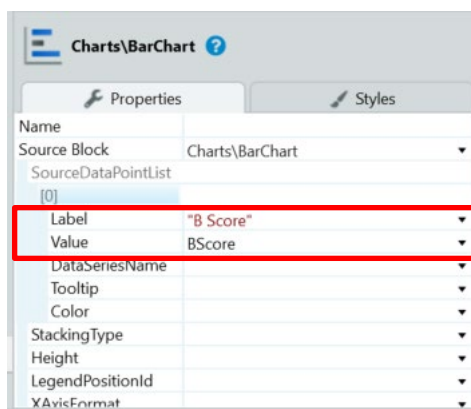 Charts\BarChart ?
Properties Styles
Name
Source Block Charts\BarChart
SourceDataPointList
[0]
Label "B Score"
Value BScore
DataSeriesName
Tooltip
Color
StackingType
Height
LegendPositionId
XAxisFormat